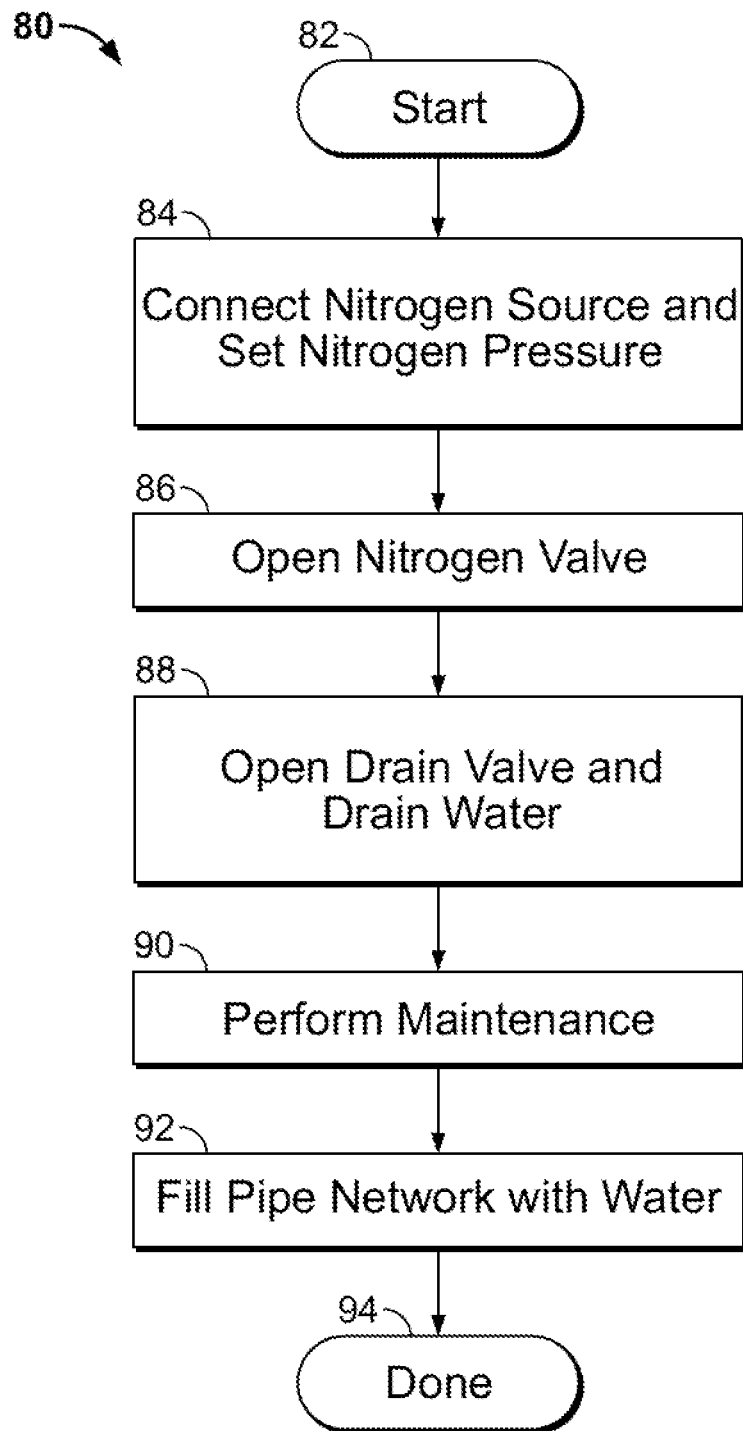 80
82
Start
84
Connect Nitrogen Source and
Set Nitrogen Pressure
86
Open Nitrogen Valve
88
Open Drain Valve and
Drain Water
90
Perform Maintenance
92
Fill Pipe Network with Water
94
Done